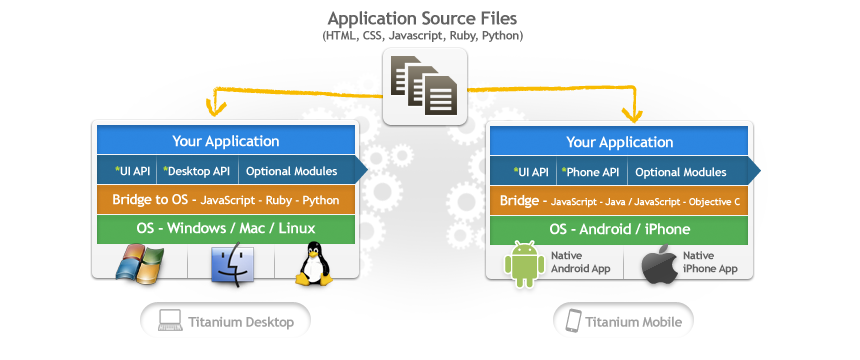 Application Source Files
(HTML, CSS, Javascript, Ruby, Python)
Your Application
*UI API *Desktop API Optional Modules
Bridge to OS - JavaScript - Ruby - Python
OS - Windows / Mac / Linux
Titanium Desktop
Your Application
*UI API *Phone API Optional Modules
Bridge - JavaScript - Java / JavaScript - Objective C
OS - Android / iPhone
Native
Android App
Native
iPhone App
Titanium Mobile